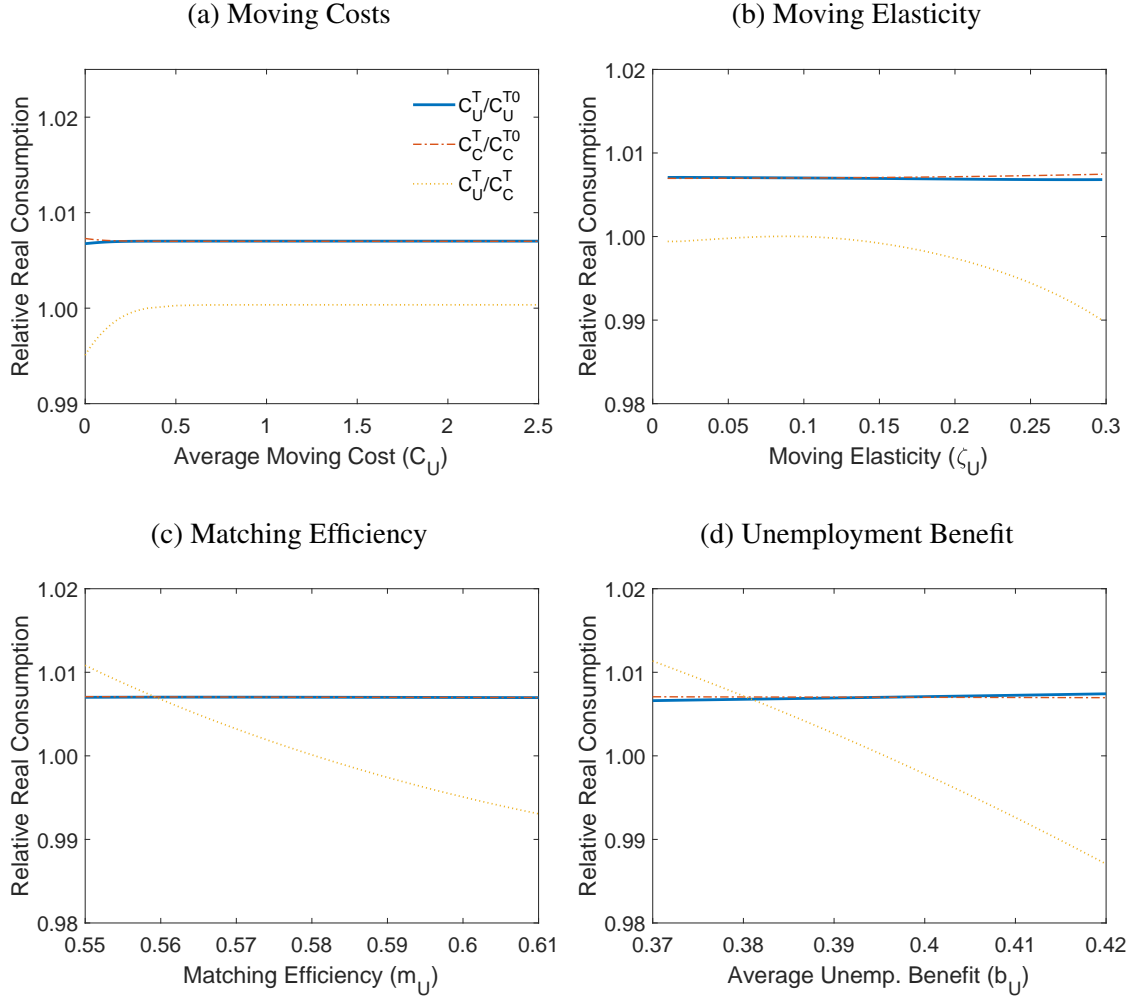 (a) Moving Costs
(b) Moving Elasticity
Relative Real Consumption
1.02
1.01
1.00
0.99
0 0.5 1 1.5 2 2.5
Average Moving Cost (C_U)
C_U^T/C_U^T0
C_C^T/C_C^T0
C_U^T/C_C^T
Relative Real Consumption
1.02
1.01
1.00
0.99
0.98
0 0.05 0.1 0.15 0.2 0.25 0.3
Moving Elasticity (ζ_U)
(c) Matching Efficiency
(d) Unemployment Benefit
Relative Real Consumption
1.02
1.01
1.00
0.99
0.98
0.55 0.56 0.57 0.58 0.59 0.6 0.61
Matching Efficiency (m_U)
Relative Real Consumption
1.02
1.01
1.00
0.99
0.98
0.37 0.38 0.39 0.4 0.41 0.42
Average Unemp. Benefit (b_U)